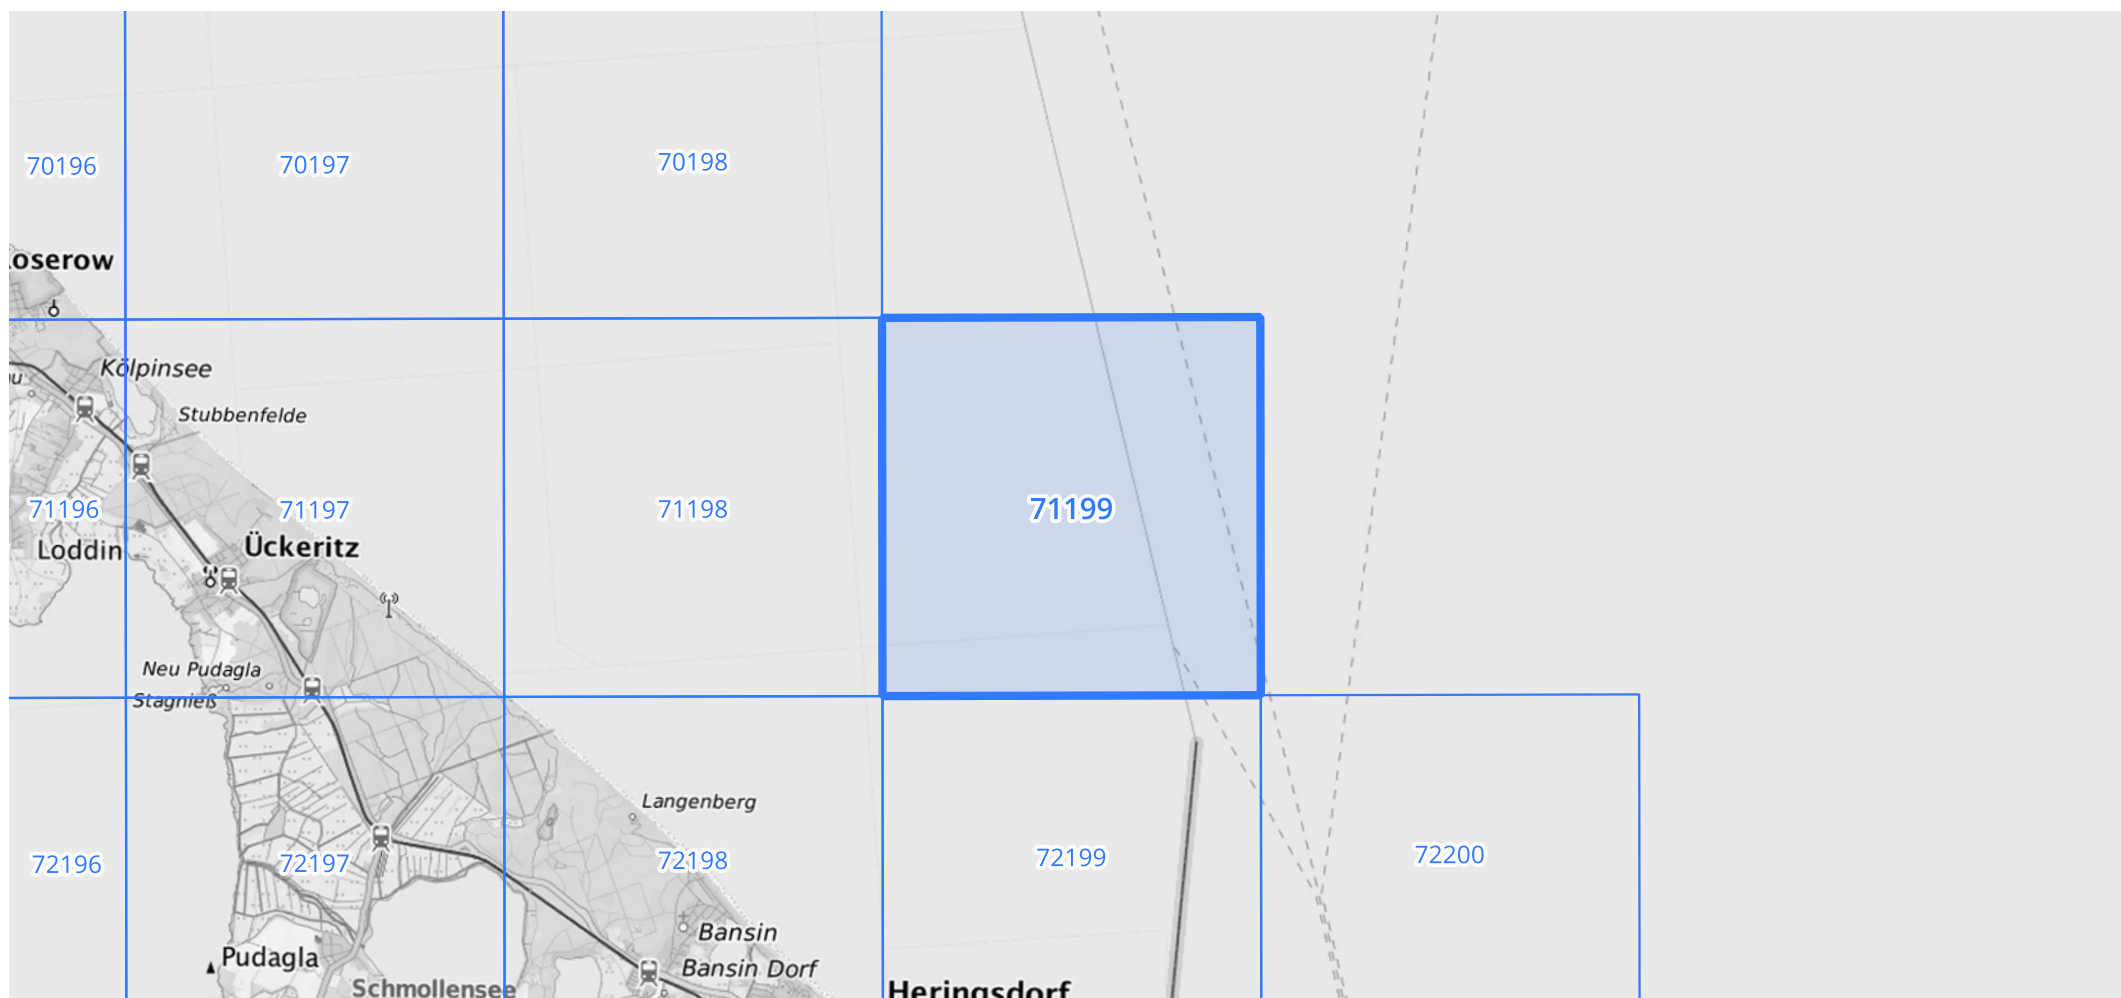 70196
70197
70198
oserow
Kölpinsee
Stubbenfelde
71196
71197
71198
71199
Loddin
Ückeritz
Neu Pudagla
Stagnieß
Langenberg
72196
72197
72198
72199
72200
Bansin
Pudagla
Bansin Dorf
Schmollensee
Heringsdorf